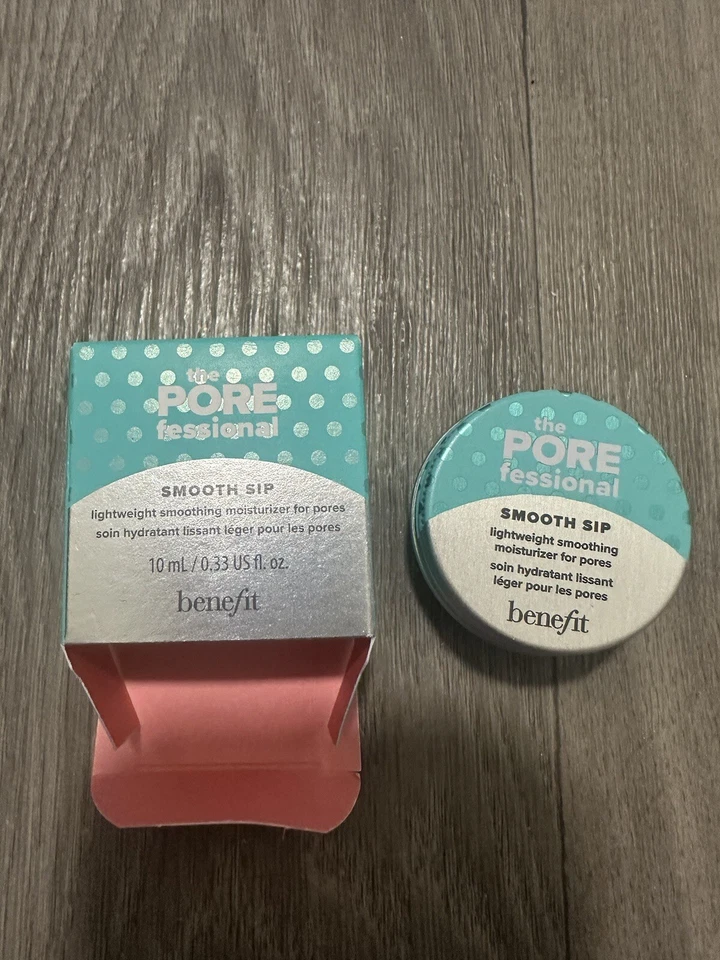 the
PORE
fessional
SMOOTH SIP
lightweight smoothing moisturizer for pores
soin hydratant lissant léger pour les pores
10 mL / 0.33 US fl. oz.
benefit
the
PORE
fessional
SMOOTH SIP
lightweight smoothing
moisturizer for pores
soin hydratant lissant
léger pour les pores
benefit